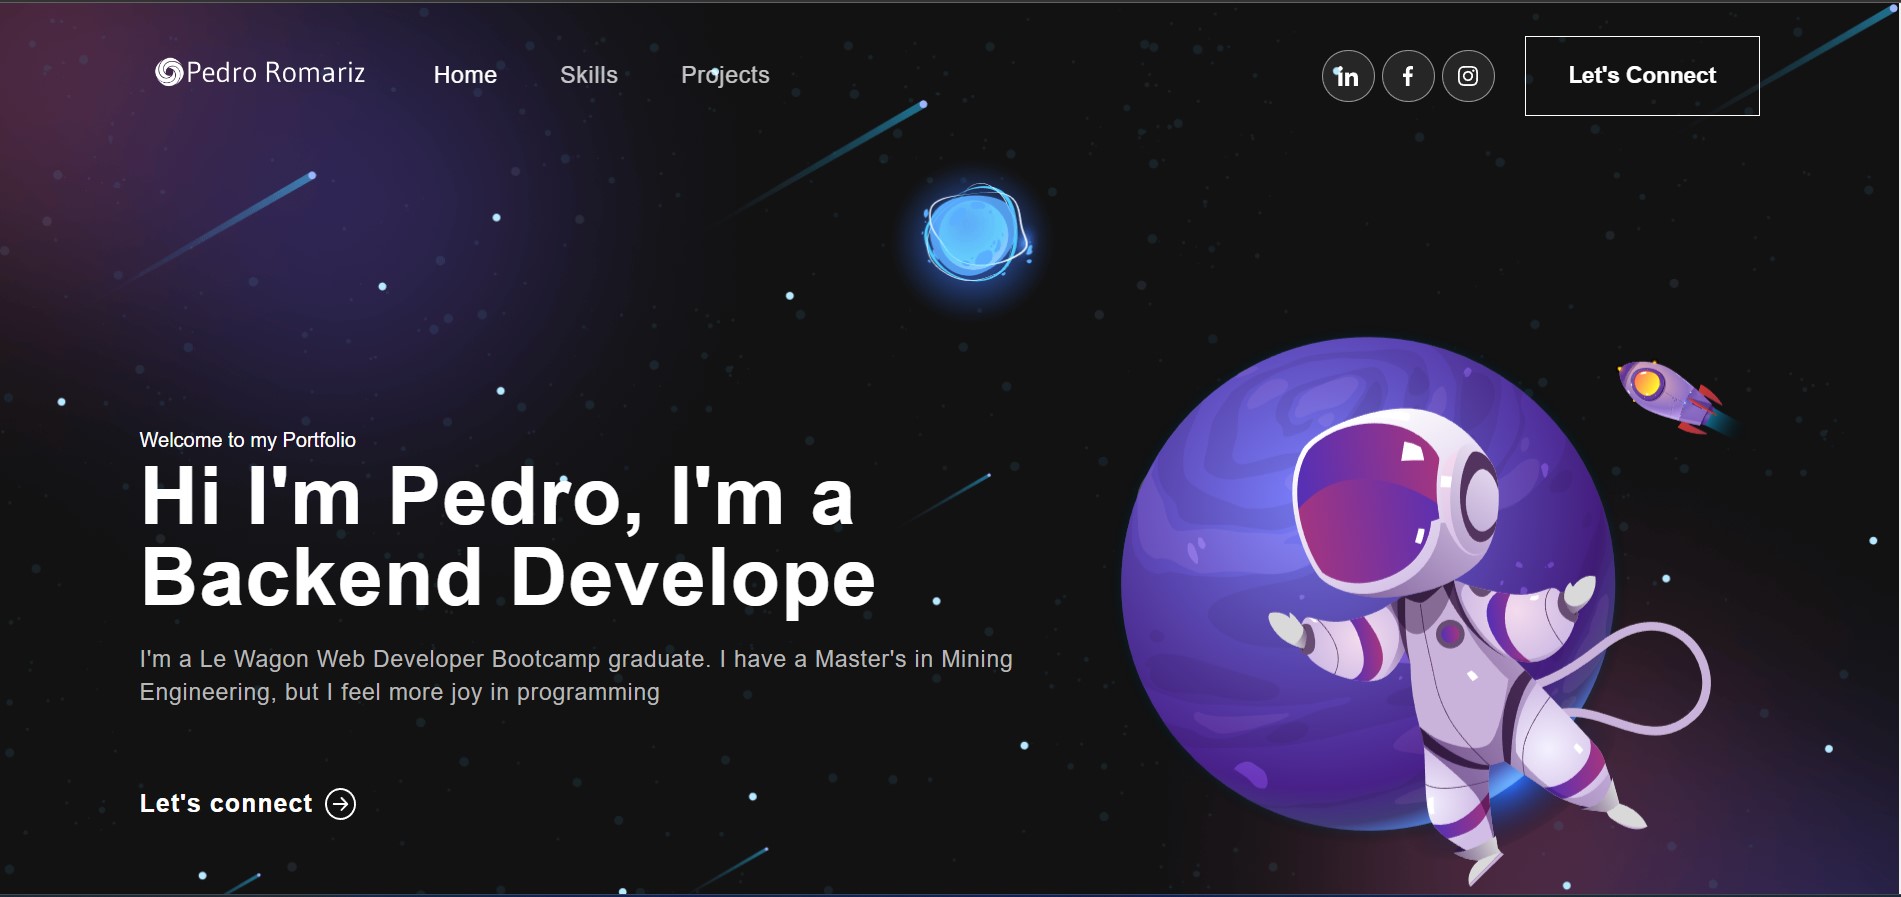 Pedro Romariz
Home
Skills
Projects
in
f
Let's Connect
Welcome to my Portfolio
Hi I'm Pedro, I'm a
Backend Develope
I'm a Le Wagon Web Developer Bootcamp graduate. I have a Master's in Mining
Engineering, but I feel more joy in programming
Let's connect